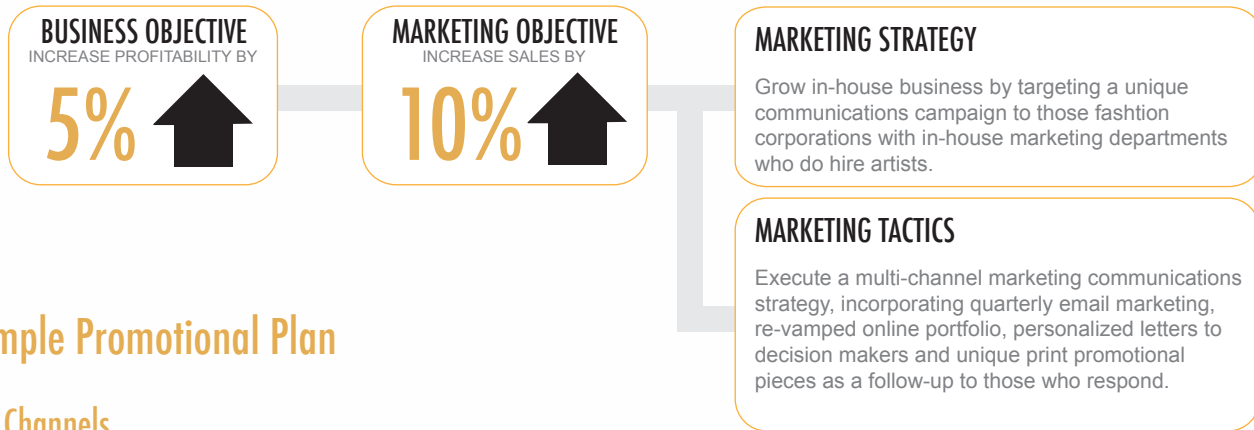 BUSINESS OBJECTIVE
INCREASE PROFITABILITY BY
5%
MARKETING OBJECTIVE
INCREASE SALES BY
10%
MARKETING STRATEGY
Grow in-house business by targeting a unique
communications campaign to those fashtion
corporations with in-house marketing departments
who do hire artists.
MARKETING TACTICS
Execute a multi-channel marketing communications
strategy, incorporating quarterly email marketing,
re-vamped online portfolio, personalized letters to
decision makers and unique print promotional
pieces as a follow-up to those who respond.
mple Promotional Plan
Channels